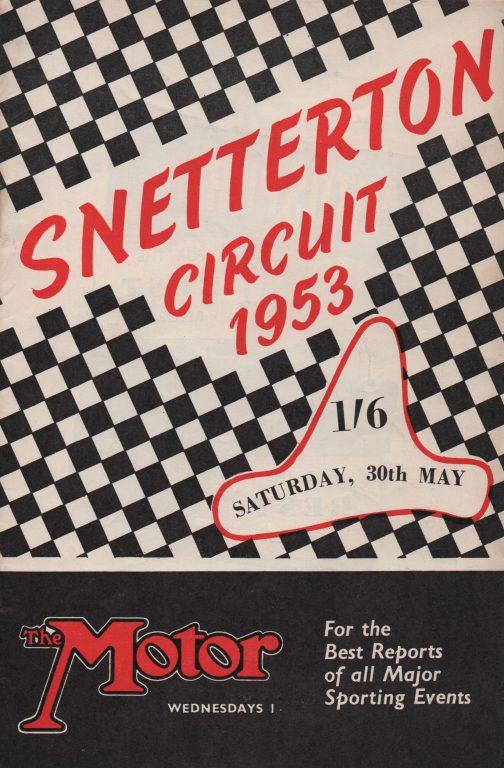 SNETTERTON
CIRCUIT
1953
1/6
SATURDAY, 30th MAY
The Motor
WEDNESDAYS 1
For the
Best Reports
of all Major
Sporting Events